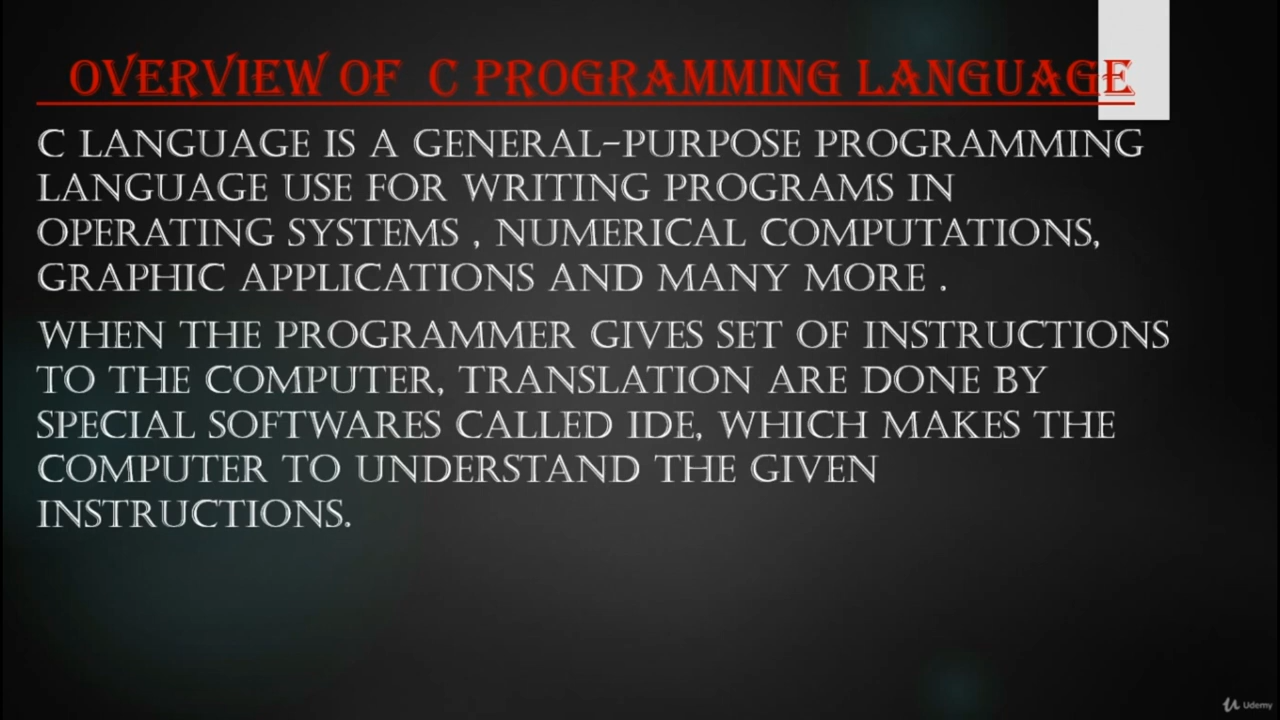 OVERVIEW OF C PROGRAMMING LANGUAGE
C LANGUAGE IS A GENERAL-PURPOSE PROGRAMMING
LANGUAGE USE FOR WRITING PROGRAMS IN
OPERATING SYSTEMS , NUMERICAL COMPUTATIONS,
GRAPHIC APPLICATIONS AND MANY MORE .
WHEN THE PROGRAMMER GIVES SET OF INSTRUCTIONS
TO THE COMPUTER, TRANSLATION ARE DONE BY
SPECIAL SOFTWARES CALLED IDE, WHICH MAKES THE
COMPUTER TO UNDERSTAND THE GIVEN
INSTRUCTIONS.
Udemy